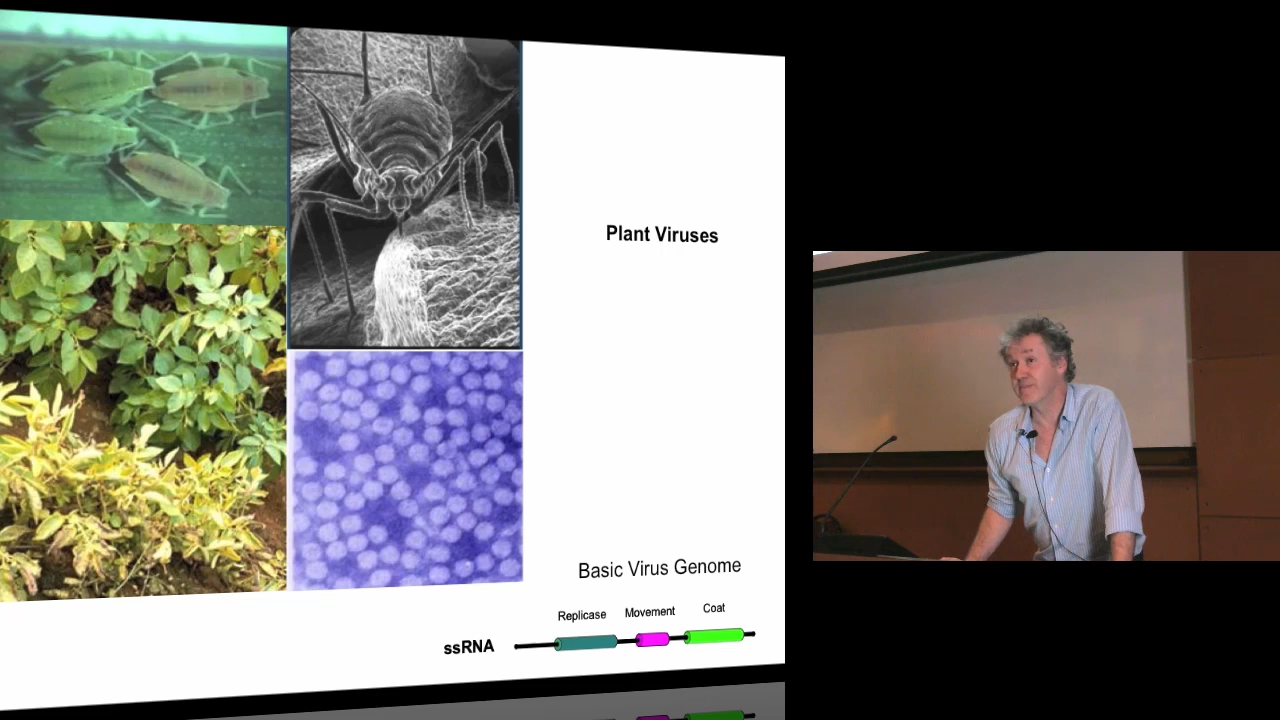 Plant Viruses
Basic Virus Genome
Replicase Movement Coat
ssRNA